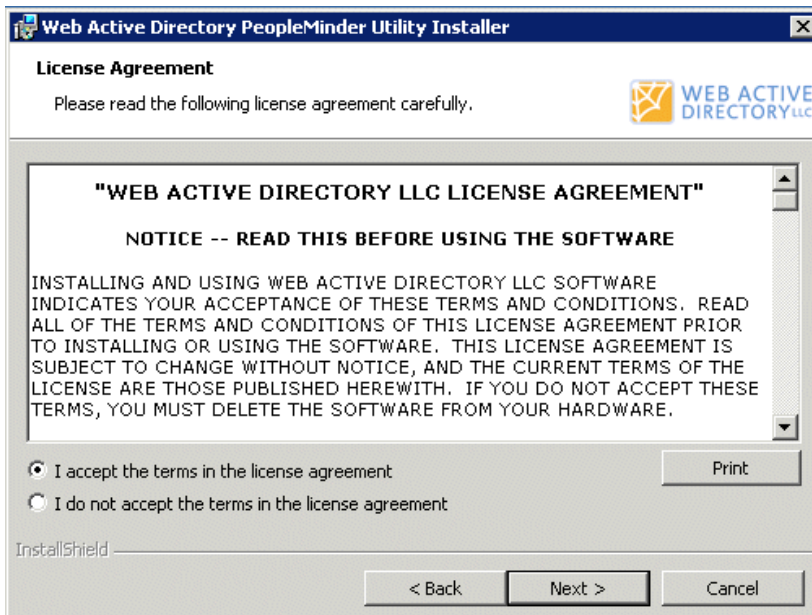 Web Active Directory PeopleMinder Utility Installer
License Agreement
Please read the following license agreement carefully.
WEB ACTIVE
DIRECTORY LLC
"WEB ACTIVE DIRECTORY LLC LICENSE AGREEMENT"
NOTICE -- READ THIS BEFORE USING THE SOFTWARE
INSTALLING AND USING WEB ACTIVE DIRECTORY LLC SOFTWARE
INDICATES YOUR ACCEPTANCE OF THESE TERMS AND CONDITIONS.  READ
ALL OF THE TERMS AND CONDITIONS OF THIS LICENSE AGREEMENT PRIOR
TO INSTALLING OR USING THE SOFTWARE.  THIS LICENSE AGREEMENT IS
SUBJECT TO CHANGE WITHOUT NOTICE, AND THE CURRENT TERMS OF THE
LICENSE ARE THOSE PUBLISHED HEREWITH.  IF YOU DO NOT ACCEPT THESE
TERMS, YOU MUST DELETE THE SOFTWARE FROM YOUR HARDWARE.
I accept the terms in the license agreement
Print
I do not accept the terms in the license agreement
InstallShield
< Back
Next >
Cancel